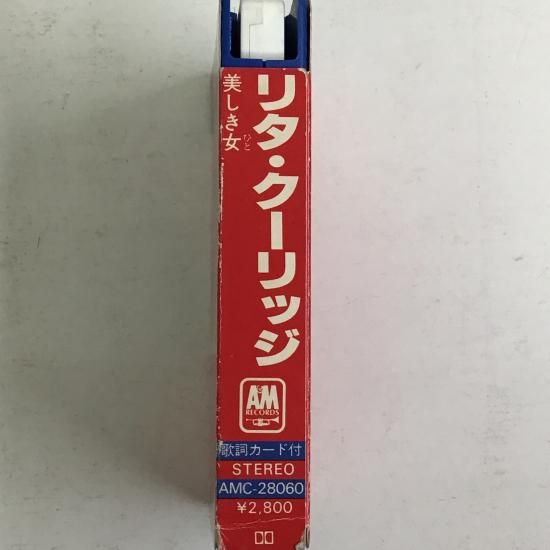 リタ・クーリッジ
美しき女
ひと
A&M
RECORDS
歌詞カード付
STEREO
AMC-28060
¥2,800